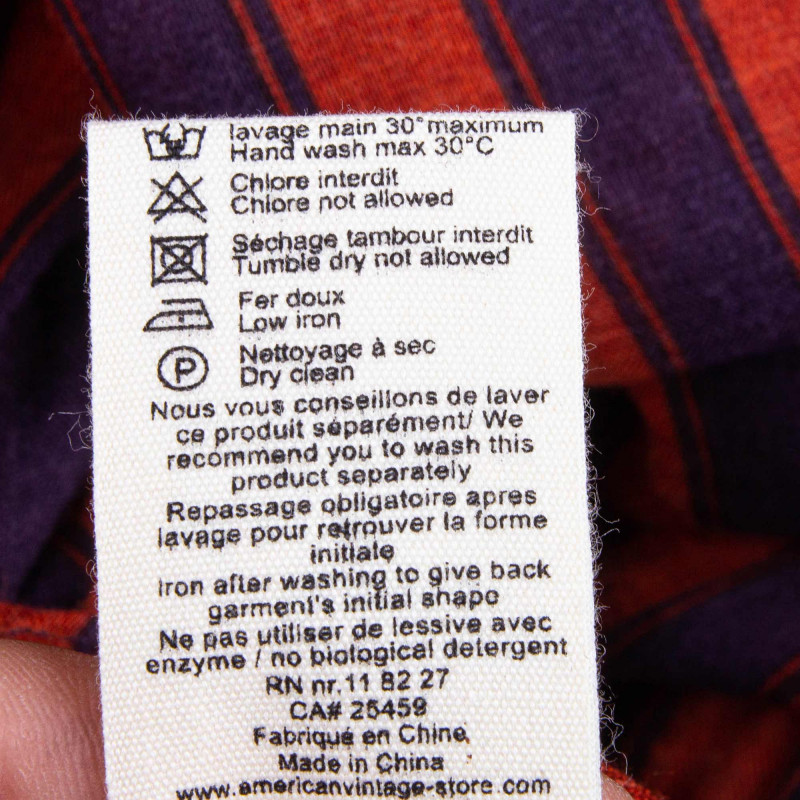 lavage main 30°maximum
Hand wash max 30°C
Chlore interdit
Chlore not allowed
Séchage tambour interdit
Tumble dry not allowed
Fer doux
Low iron
P
Nettoyage à sec
Dry clean
Nous vous conseillons de laver
ce produit séparément/ We
recommend you to wash this
product separately
Repassage obligatoire apres
lavage pour retrouver la forme
initiale
Iron after washing to give back
garment's initial shape
Ne pas utiliser de lessive avec
enzyme / no biological detergent
RN nr.11 82 27
CA# 25459
Fabriqué en Chine
Made in China
www.americanvintage-store.com